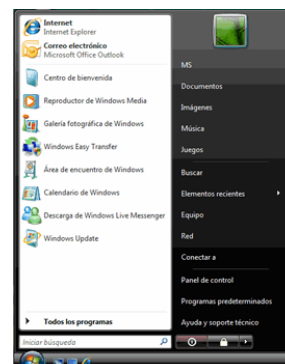 Internet
Internet Explorer
Correo electrónico
Microsoft Office Outlook
Centro de bienvenida
Reproductor de Windows Media
Galería fotográfica de Windows
Windows Easy Transfer
Área de encuentro de Windows
Calendario de Windows
Descarga de Windows Live Messenger
Windows Update
Todos los programas
Iniciar búsqueda
MS
Documentos
Imágenes
Música
Juegos
Buscar
Elementos recientes
Equipo
Red
Conectar a
Panel de control
Programas predeterminados
Ayuda y soporte técnico